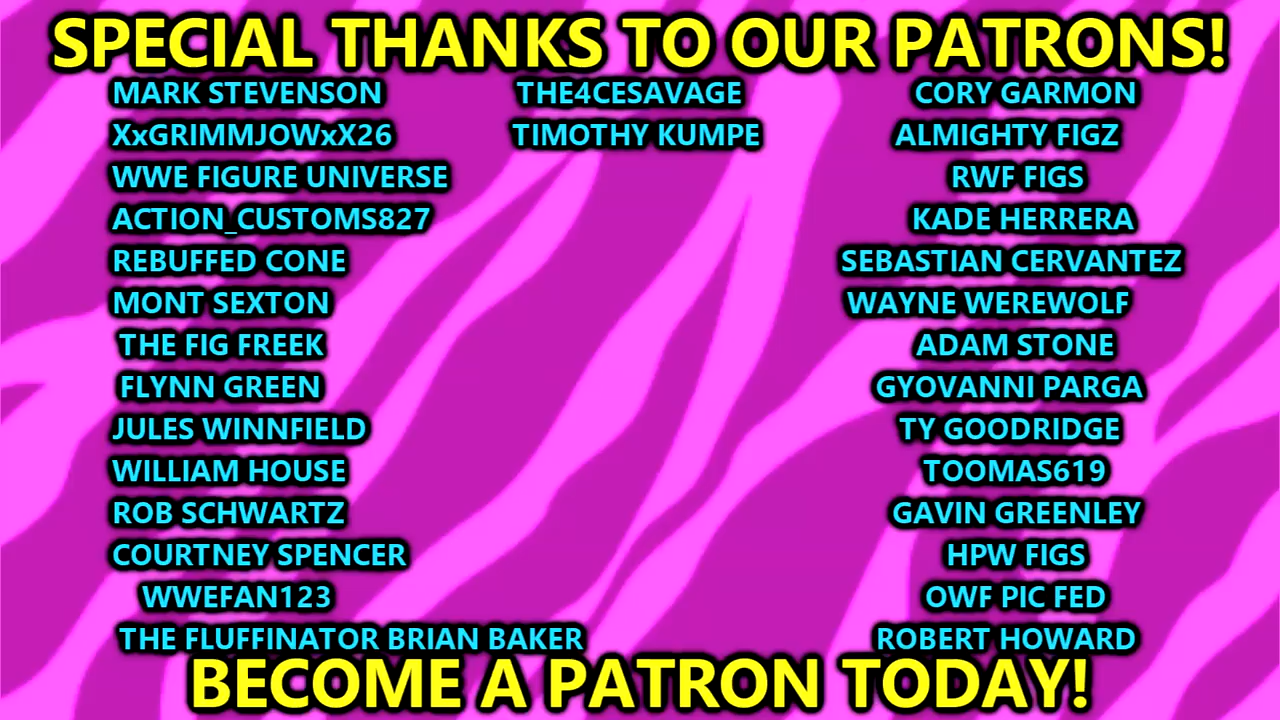 SPECIAL THANKS TO OUR PATRONS!
MARK STEVENSON
XxGRIMMJOWxX26
WWE FIGURE UNIVERSE
ACTION_CUSTOMS827
REBUFFED CONE
MONT SEXTON
THE FIG FREEK
FLYNN GREEN
JULES WINNFIELD
WILLIAM HOUSE
ROB SCHWARTZ
COURTNEY SPENCER
WWEFAN123
THE FLUFFINATOR BRIAN BAKER
THE4CESAVAGE
TIMOTHY KUMPE
CORY GARMON
ALMIGHTY FIGZ
RWF FIGS
KADE HERRERA
SEBASTIAN CERVANTEZ
WAYNE WEREWOLF
ADAM STONE
GYOVANNI PARGA
TY GOODRIDGE
TOOMAS619
GAVIN GREENLEY
HPW FIGS
OWF PIC FED
ROBERT HOWARD
BECOME A PATRON TODAY!